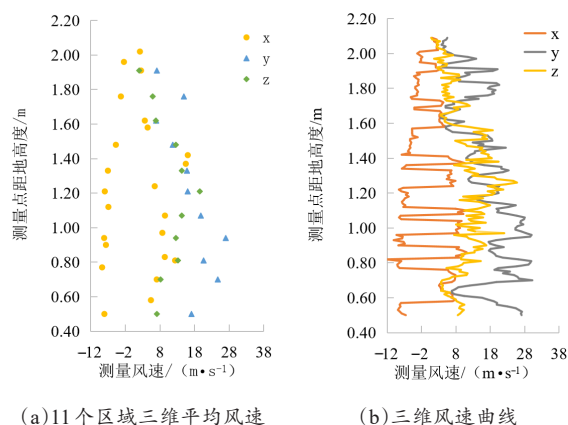 2.20
2.00
1.80
1.60
1.40
1.20
1.00
0.80
0.60
0.40
-12
-2
8
18
28
38
x
y
z
测量点距地高度/m
测量风速/（m•s⁻¹）
(a)11个区域三维平均风速
2.20
2.00
1.80
1.60
1.40
1.20
1.00
0.80
0.60
0.40
-12
-2
8
18
28
38
x
y
z
测量点距地高度/m
测量风速/（m•s⁻¹）
(b)三维风速曲线